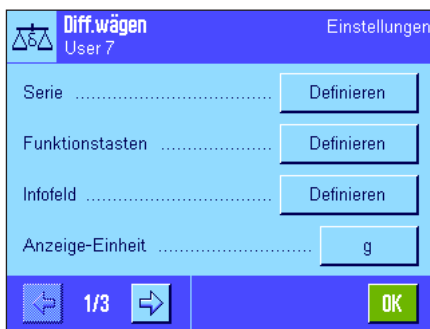 Diff.wägen Einstellungen
User 7
Serie ................................... Definieren
Funktionstasten .................... Definieren
Infofeld ................................. Definieren
Anzeige-Einheit ........................... g
1/3 OK